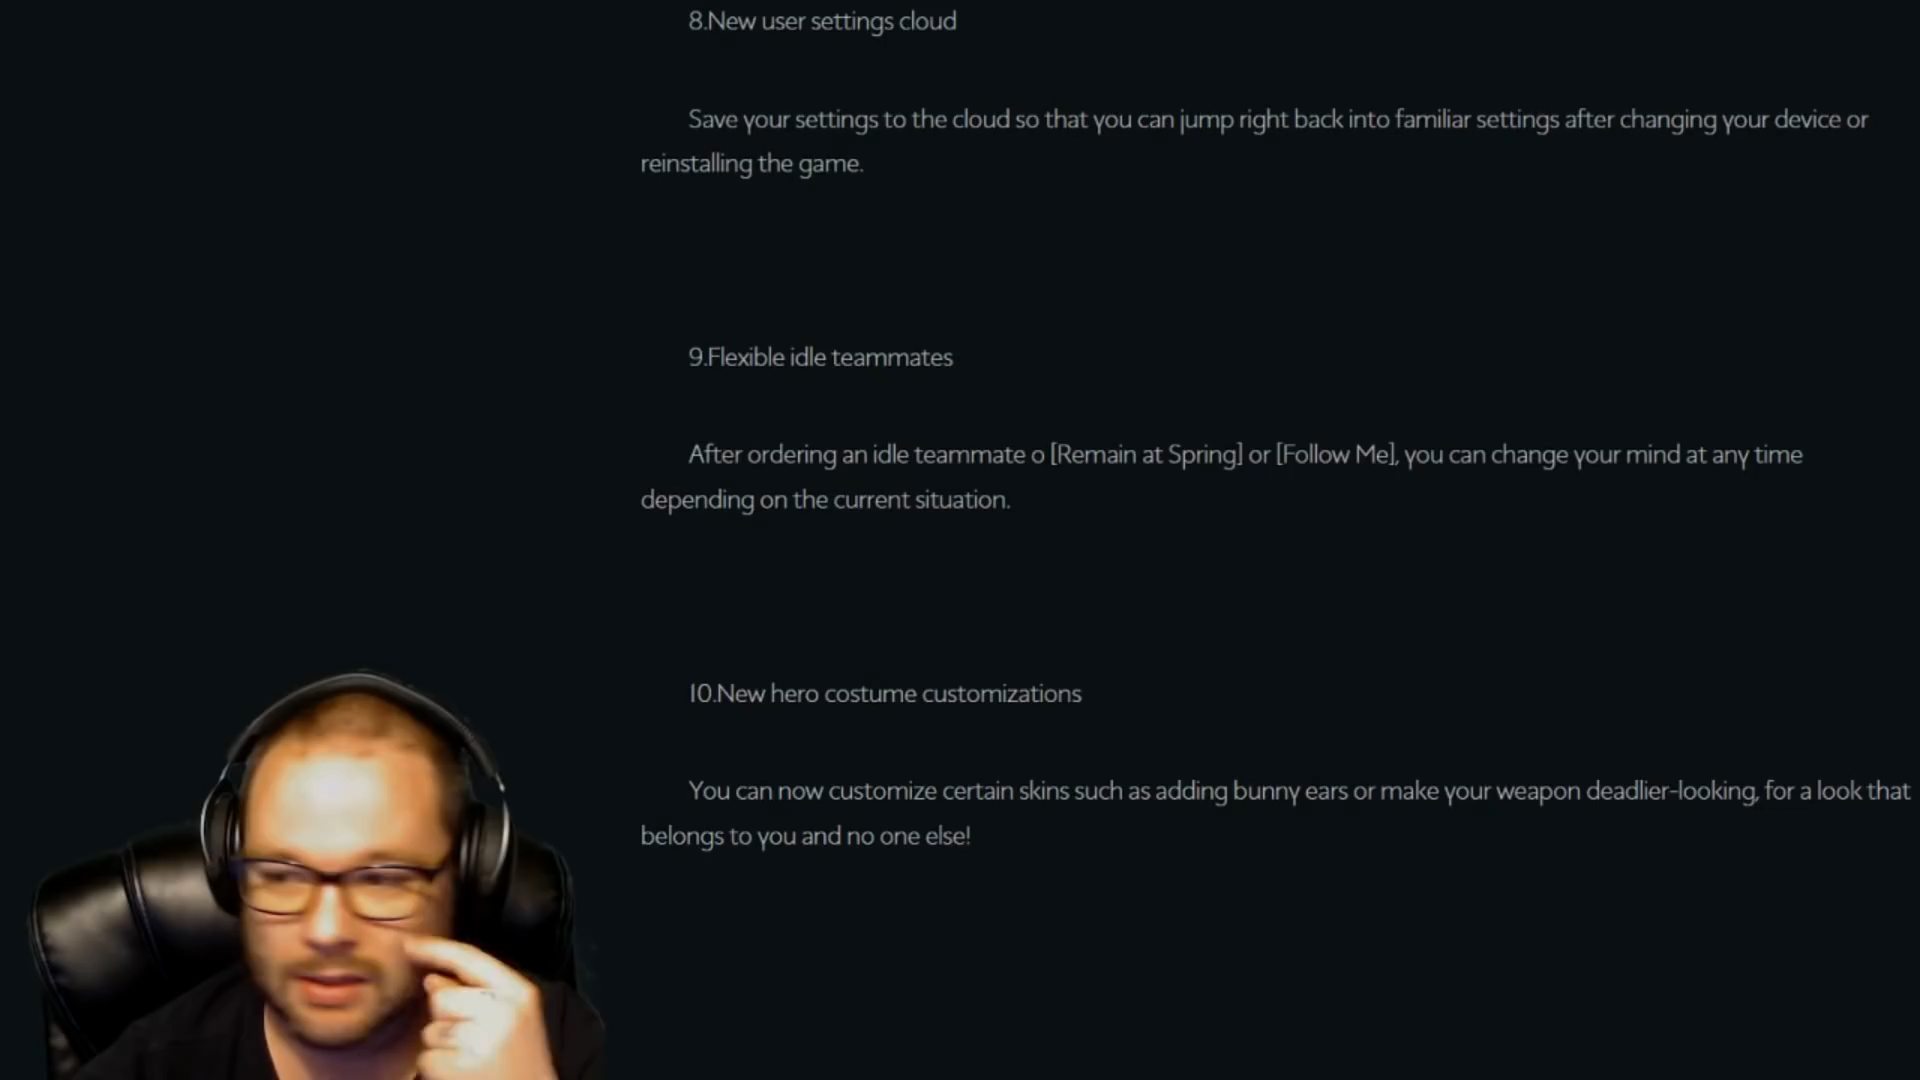 8.New user settings cloud
Save your settings to the cloud so that you can jump right back into familiar settings after changing your device or
reinstalling the game.
9.Flexible idle teammates
After ordering an idle teammate o [Remain at Spring] or [Follow Me], you can change your mind at any time
depending on the current situation.
10.New hero costume customizations
You can now customize certain skins such as adding bunny ears or make your weapon deadlier-looking, for a look that
belongs to you and no one else!